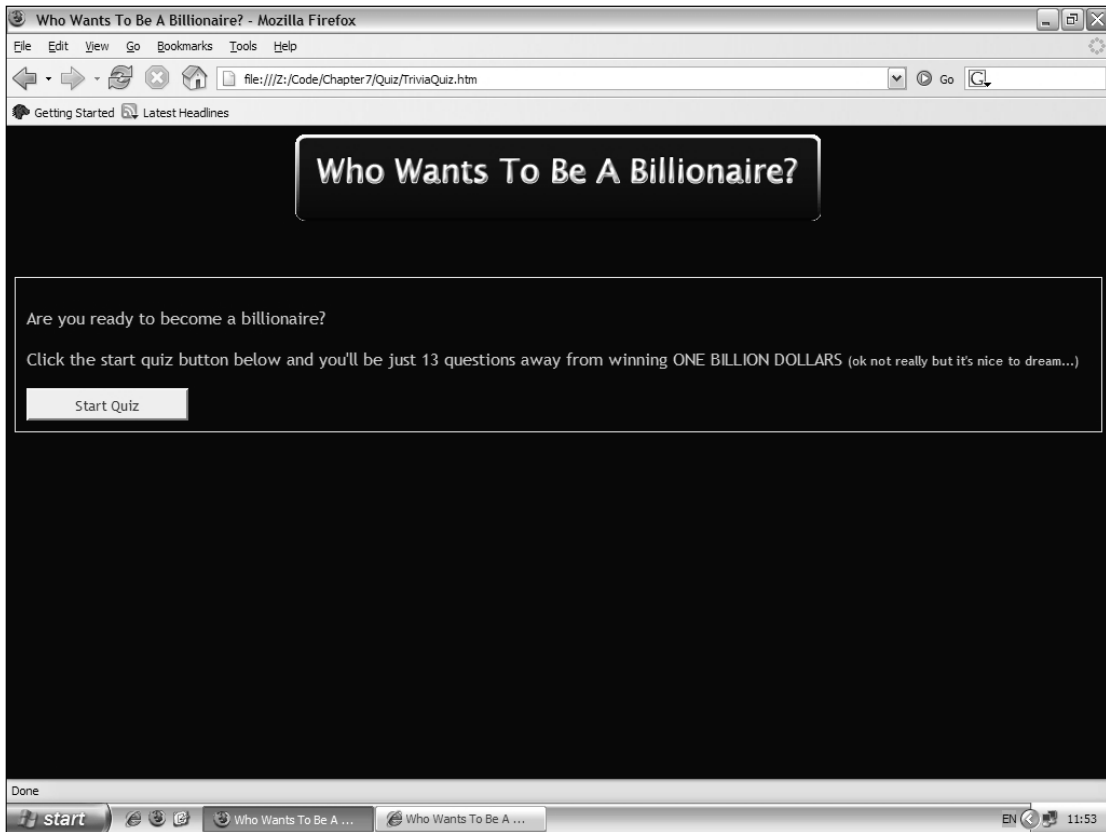 Who Wants To Be A Billionaire? - Mozilla Firefox
File Edit View Go Bookmarks Tools Help
file:///Z:/Code/Chapter7/Quiz/TriviaQuiz.htm Go G
Getting Started Latest Headlines
Who Wants To Be A Billionaire?
Are you ready to become a billionaire?
Click the start quiz button below and you'll be just 13 questions away from winning ONE BILLION DOLLARS (ok not really but it's nice to dream...)
Start Quiz
Done
start Who Wants To Be A ... Who Wants To Be A ... EN 11:53